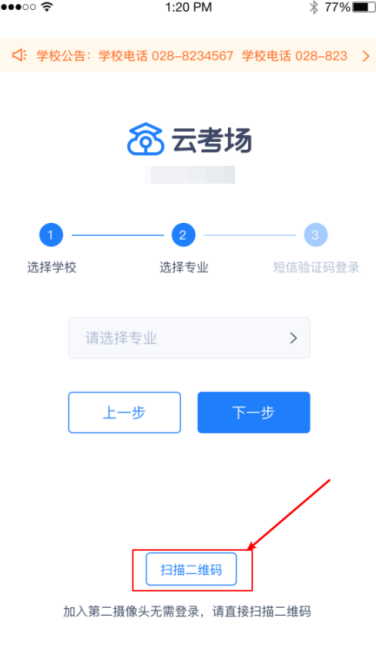 1:20 PM 77%
学校公告：学校电话 028-8234567 学校电话 028-823
云考场
1 2 3
选择学校 选择专业 短信验证码登录
请选择专业
上一步 下一步
扫描二维码
加入第二摄像头无需登录，请直接扫描二维码